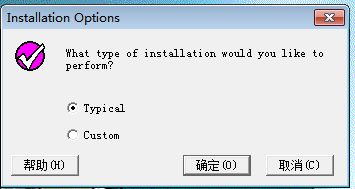 Installation Options
What type of installation would you like to
perform?
Typical
Custom
帮助(H) 确定(O) 取消(C)